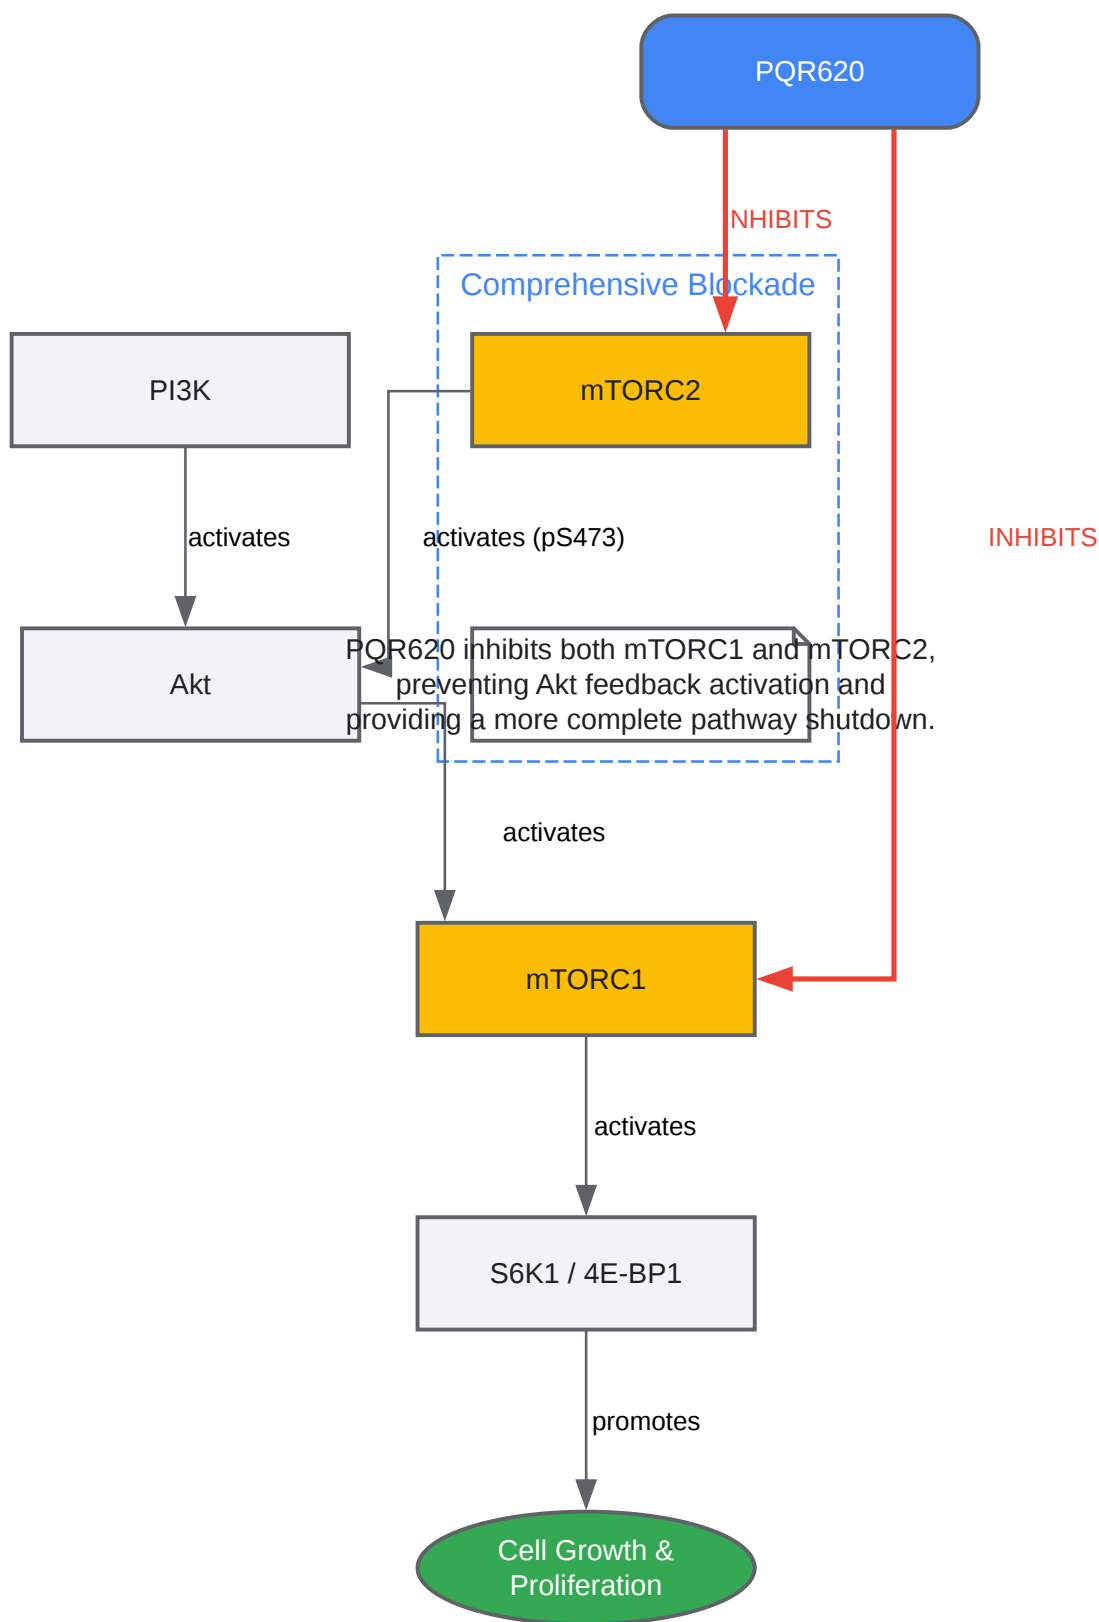 PQR620
NHIBITS
Comprehensive Blockade
PI3K
mTORC2
activates
activates (pS473)
INHIBITS
Akt
PQR620 inhibits both mTORC1 and mTORC2,
preventing Akt feedback activation and
providing a more complete pathway shutdown.
activates
mTORC1
activates
S6K1 / 4E-BP1
promotes
Cell Growth &
Proliferation